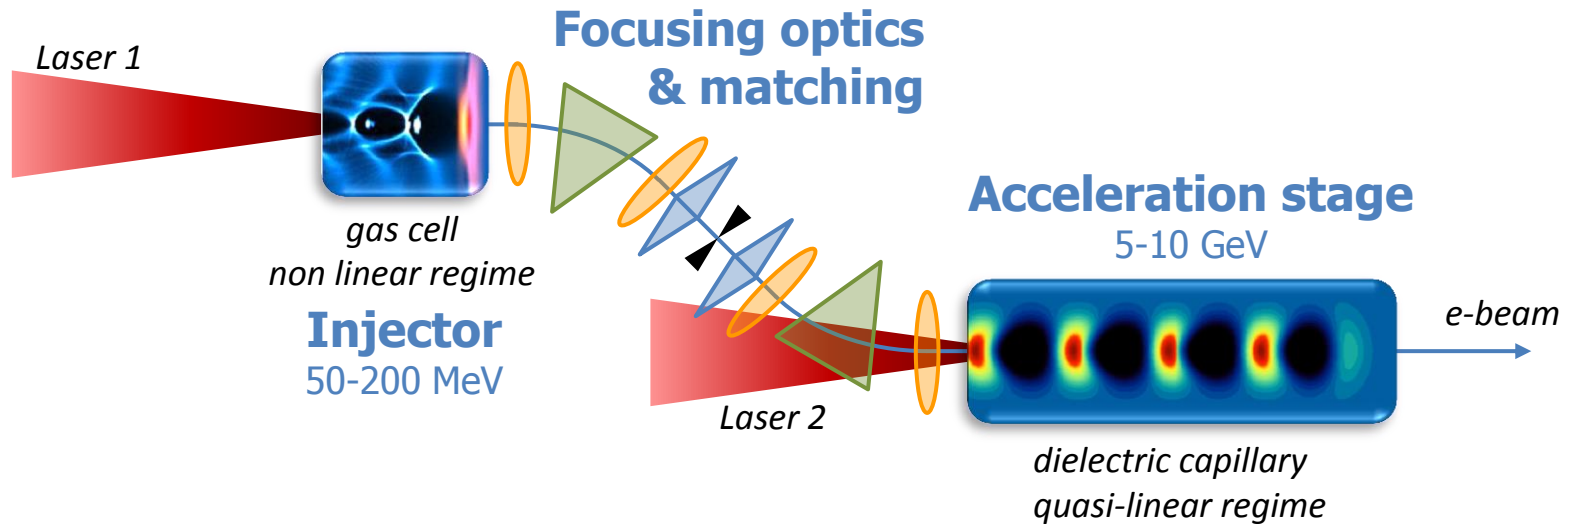 Laser 1
Focusing optics
& matching
gas cell
non linear regime
Injector
50-200 MeV
Acceleration stage
5-10 GeV
e-beam
Laser 2
dielectric capillary
quasi-linear regime